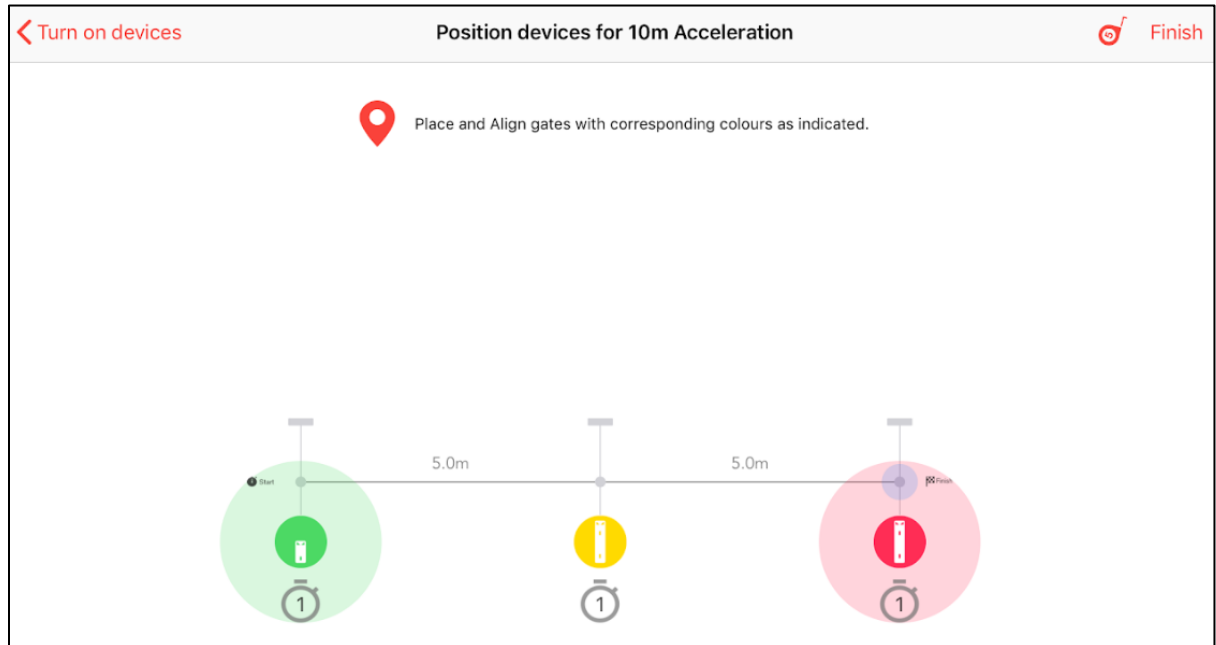 Turn on devices
Position devices for 10m Acceleration
Finish
Place and Align gates with corresponding colours as indicated.
5.0m
5.0m
Start
Finish
1
1
1